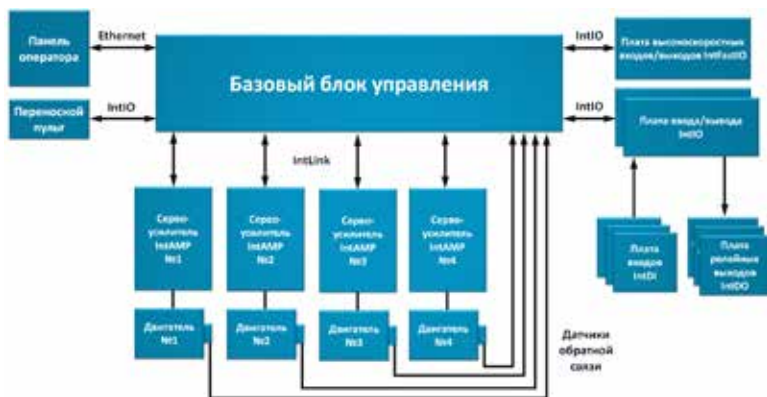 Панель
оператора
Ethernet
Переносной
пульт
IntIO
Базовый блок управления
IntIO
Плата высокоскоростных
входов/выходов IntFastIO
IntIO
Плата ввода/вывода
IntIO
IntLink
Серво-
усилитель
IntAMP
№1
Серво-
усилитель
IntAMP
№2
Серво-
усилитель
IntAMP
№3
Серво-
усилитель
IntAMP
№4
Плата
входов
IntDI
Плата
релейных
выходов
IntDO
Двигатель
№1
Двигатель
№2
Двигатель
№3
Двигатель
№4
Датчики
обратной
связи